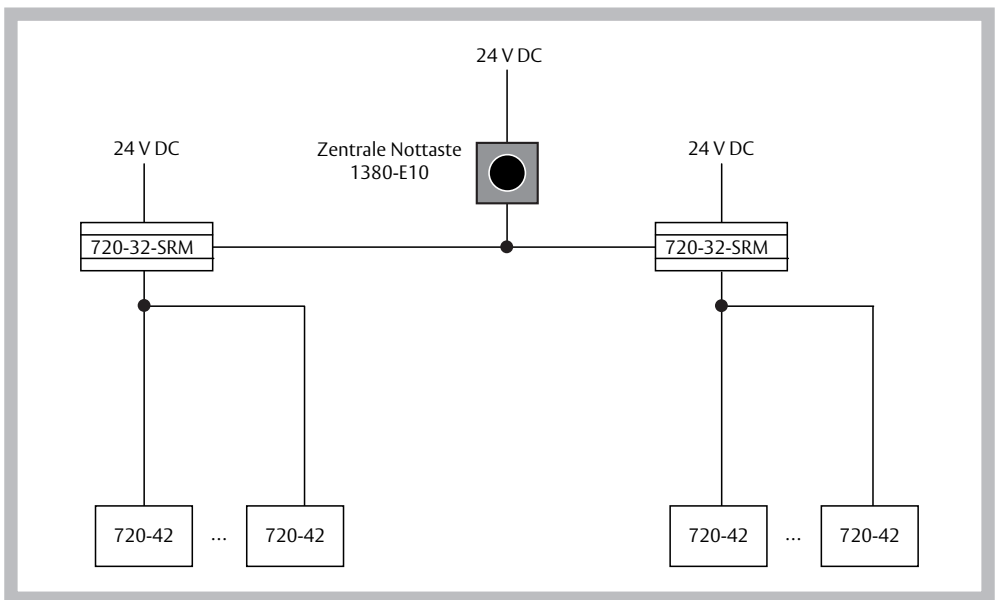 24 V DC
Zentrale Nottaste
1380-E10
24 V DC
24 V DC
720-32-SRM
720-32-SRM
720-42
...
720-42
720-42
...
720-42